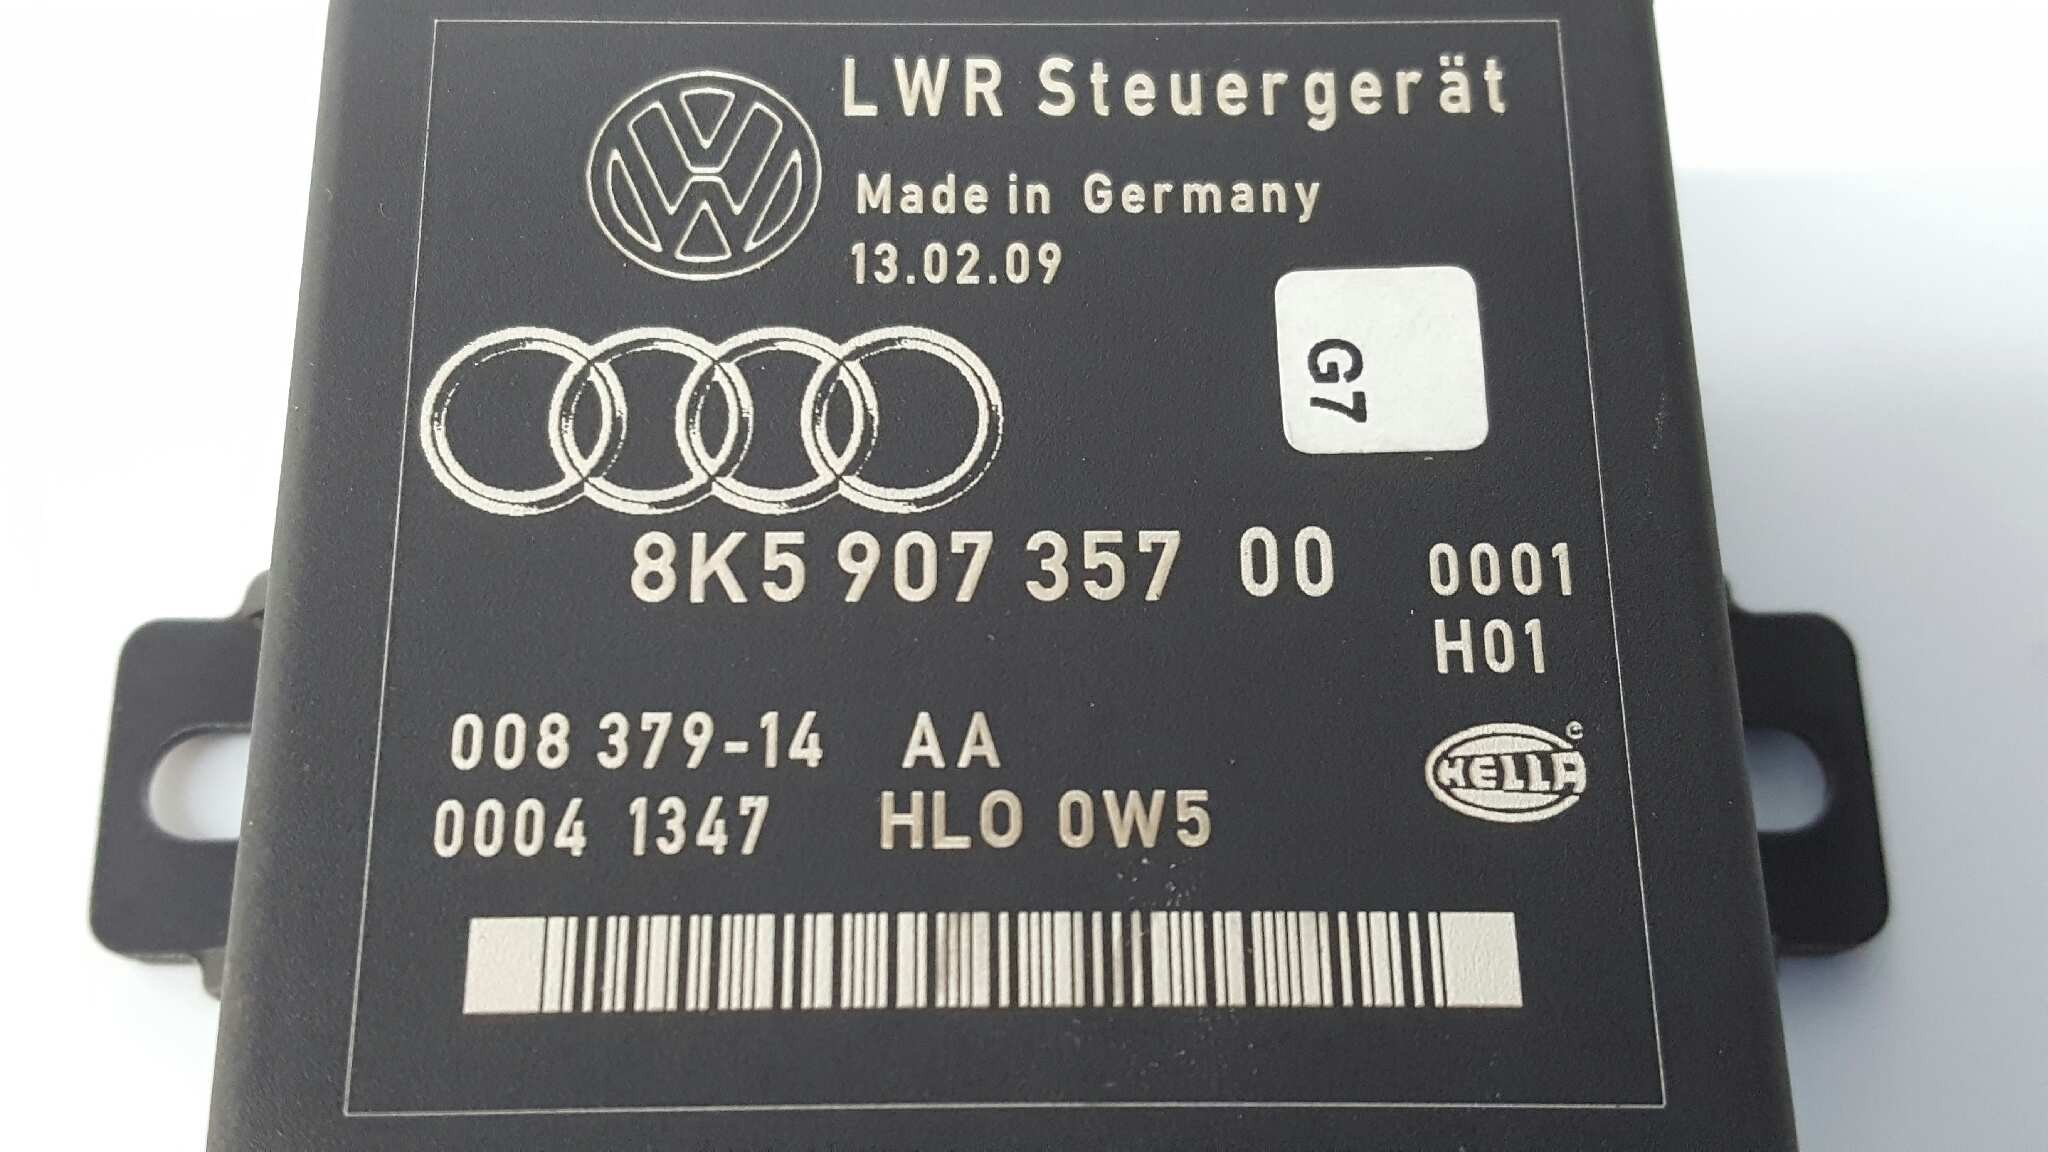 LWR Steuergerät
Made in Germany
13.02.09
G7
8K5 907 357 00 0001
H01
008 379-14 AA
0004 1347 HLO 0W5
HELLA